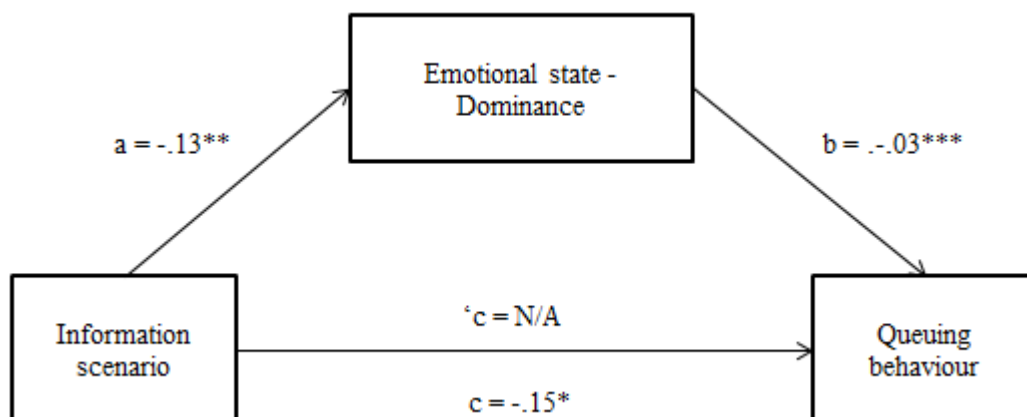 Emotional state -
Dominance
a = -.13**
b = .-.03***
Information
scenario
‘c = N/A
c = -.15*
Queuing
behaviour